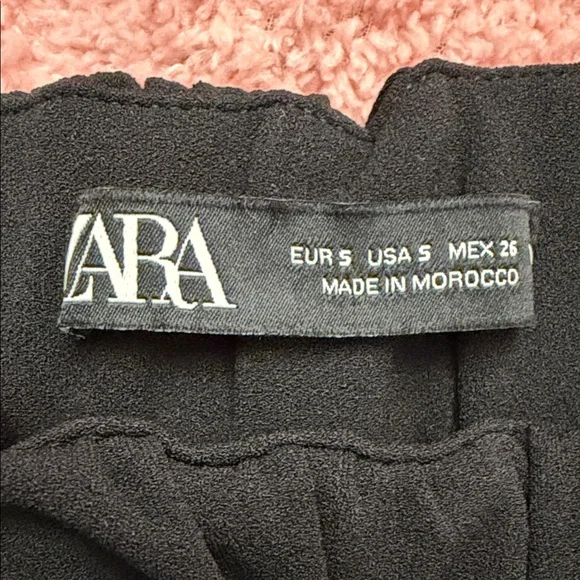 ZARA
EUR S USA S MEX 26
MADE IN MOROCCO